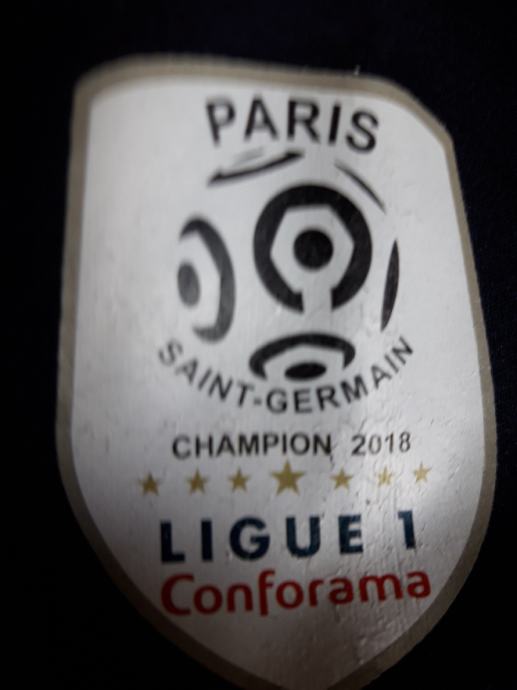 PARIS
SAINT-GERMAIN
CHAMPION 2018
LIGUE 1
Conforama